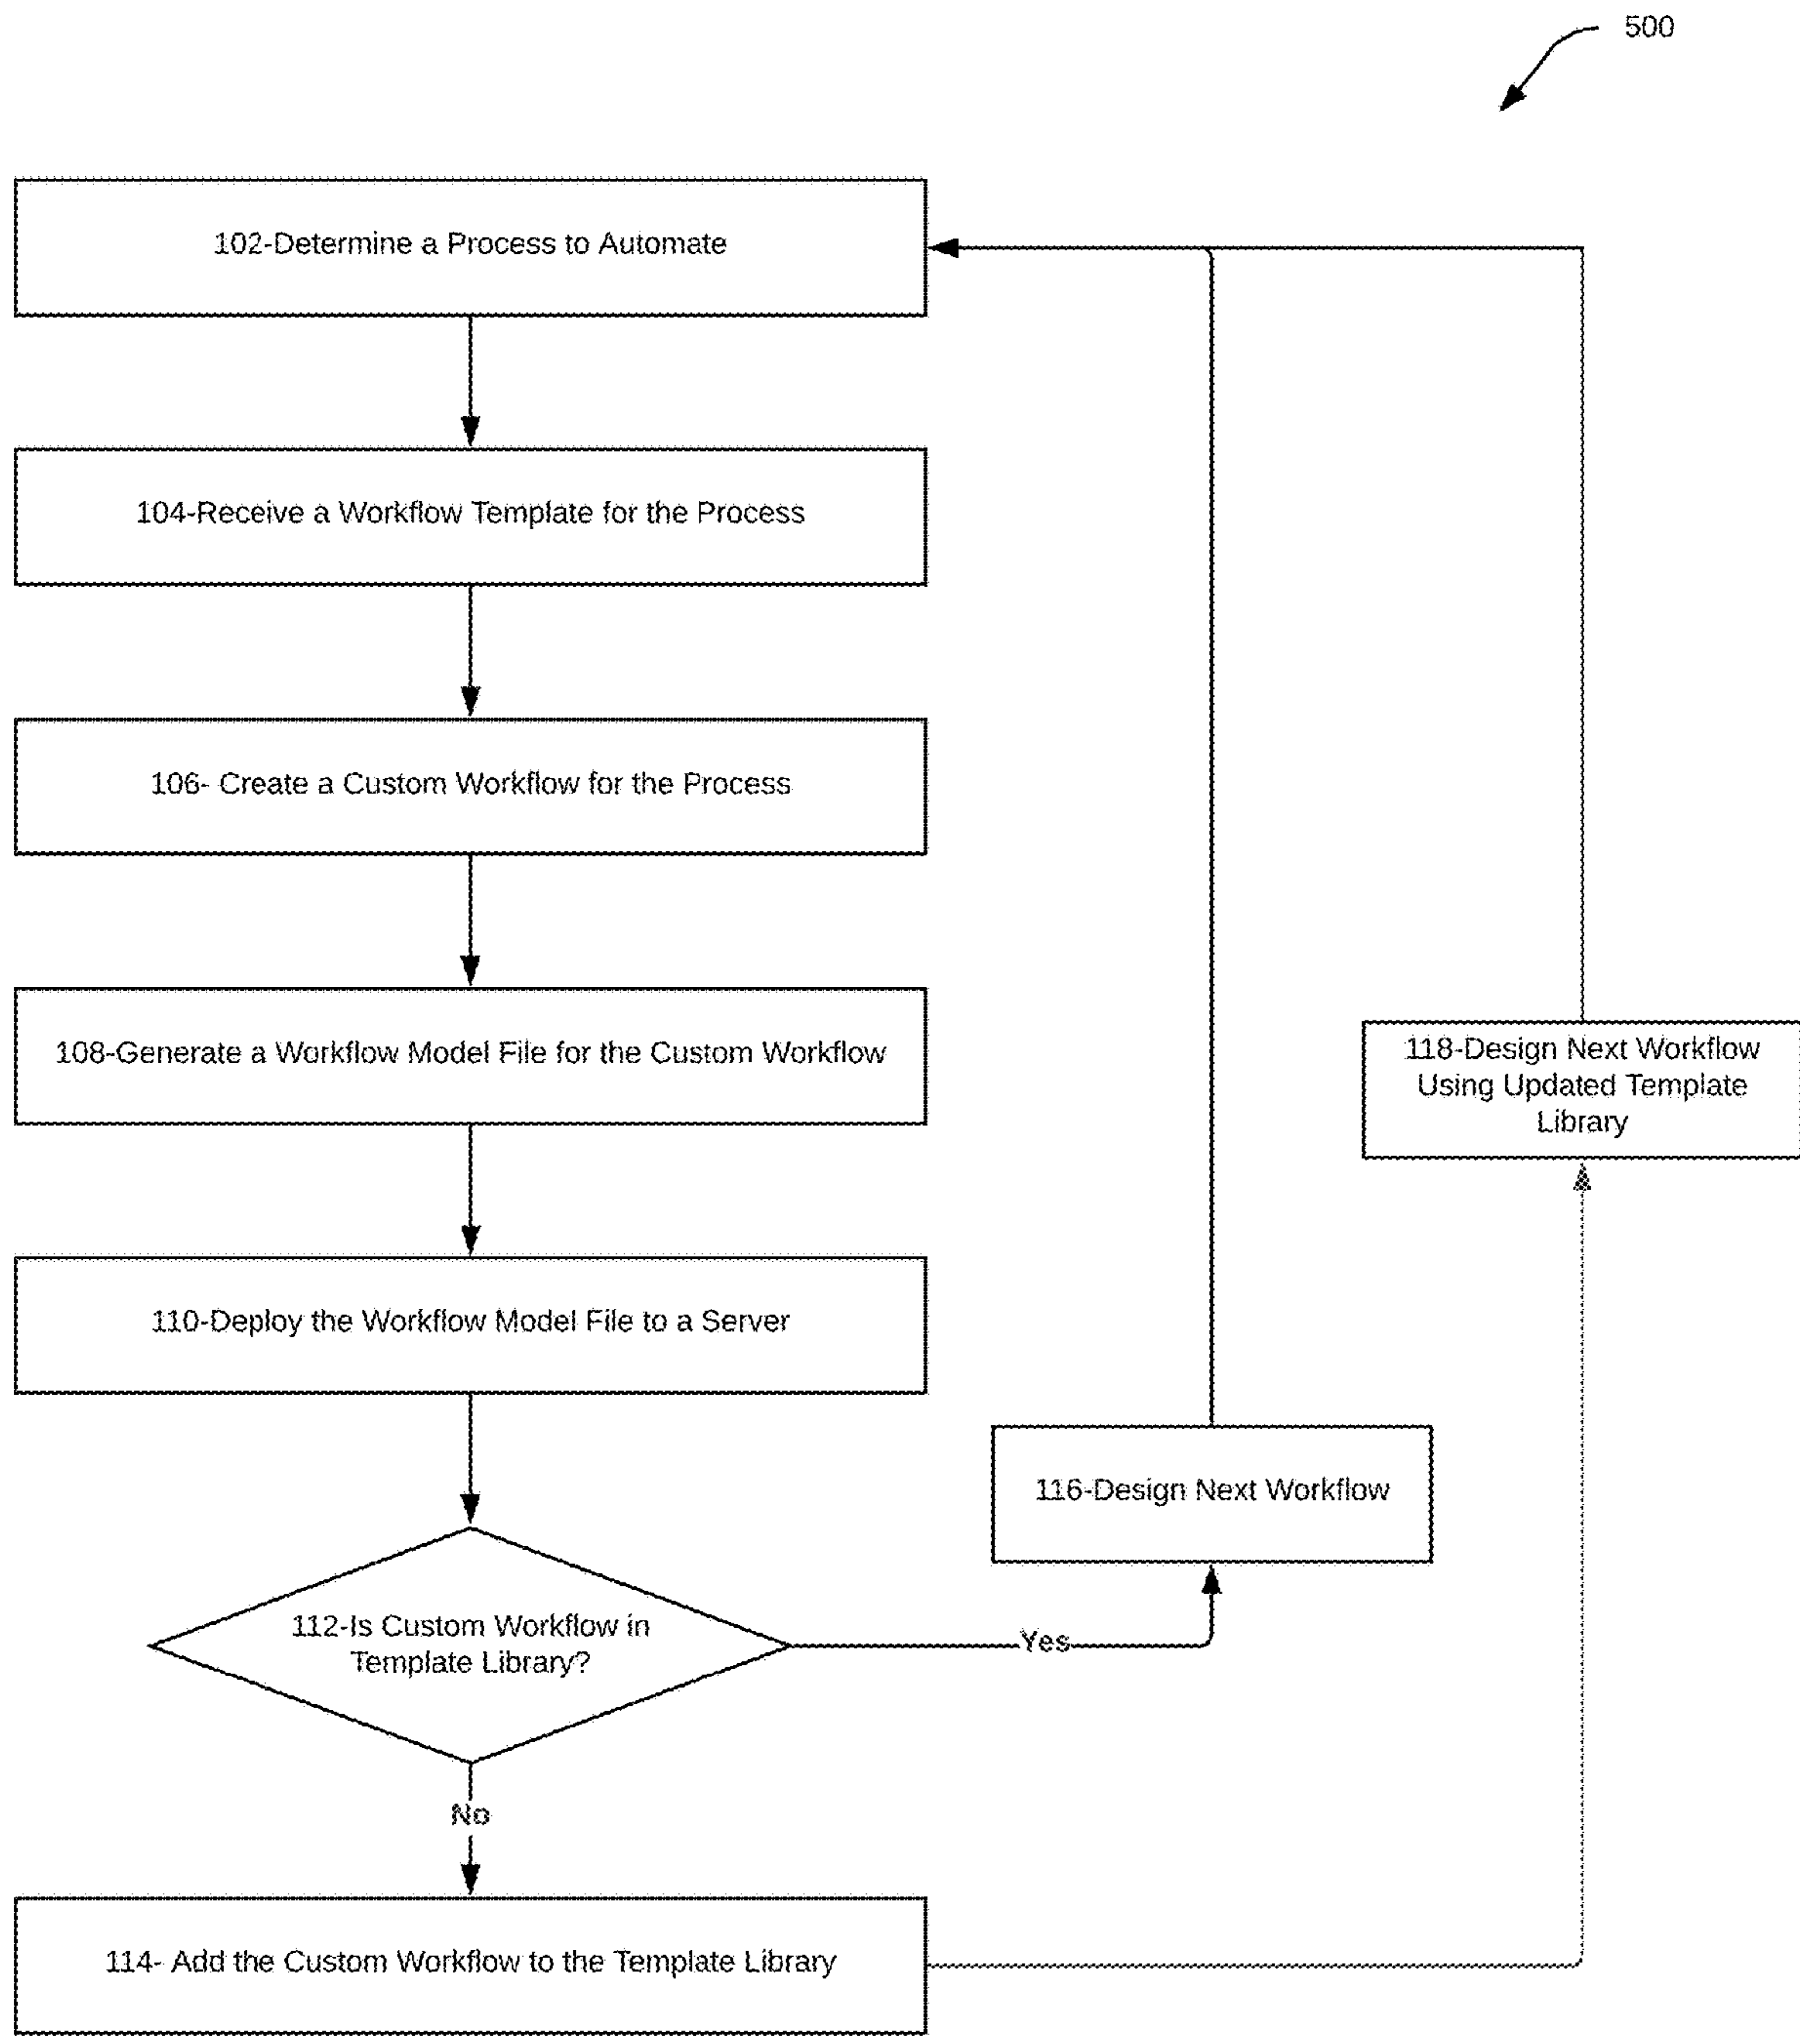 500
102-Determine a Process to Automate
104-Receive a Workflow Template for the Process
106- Create a Custom Workflow for the Process
108-Generate a Workflow Model File for the Custom Workflow
118-Design Next Workflow
Using Updated Template
Library
110-Deploy the Workflow Model File to a Server
116-Design Next Workflow
112-Is Custom Workflow in
Template Library?
Yes
No
114- Add the Custom Workflow to the Template Library